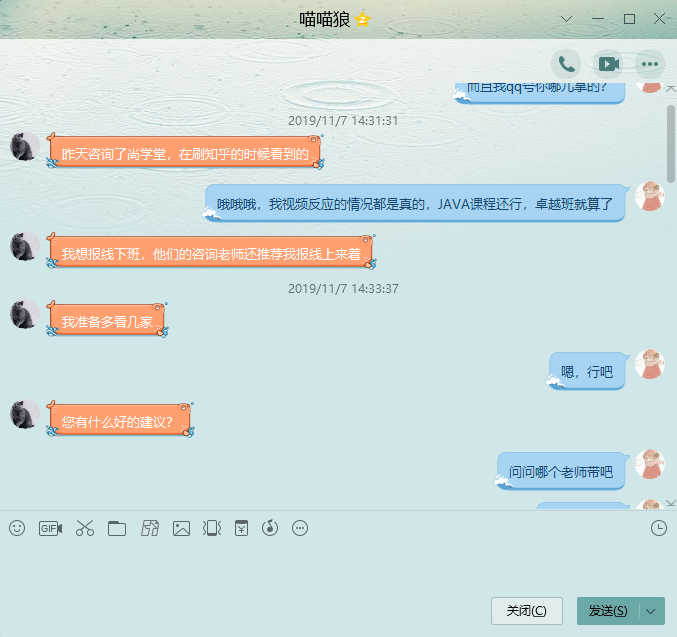 喵喵狼
而且我qq号你哪儿拿的？
2019/11/7 14:31:31
昨天咨询了尚学堂，在刷知乎的时候看到的
哦哦哦，我视频反应的情况都是真的，JAVA课程还行，卓越班就算了
我想报线下班，他们的咨询老师还推荐我报线上来着
2019/11/7 14:33:37
我准备多看几家
嗯，行吧
您有什么好的建议？
问问哪个老师带吧
GIF
关闭(C)
发送(S)